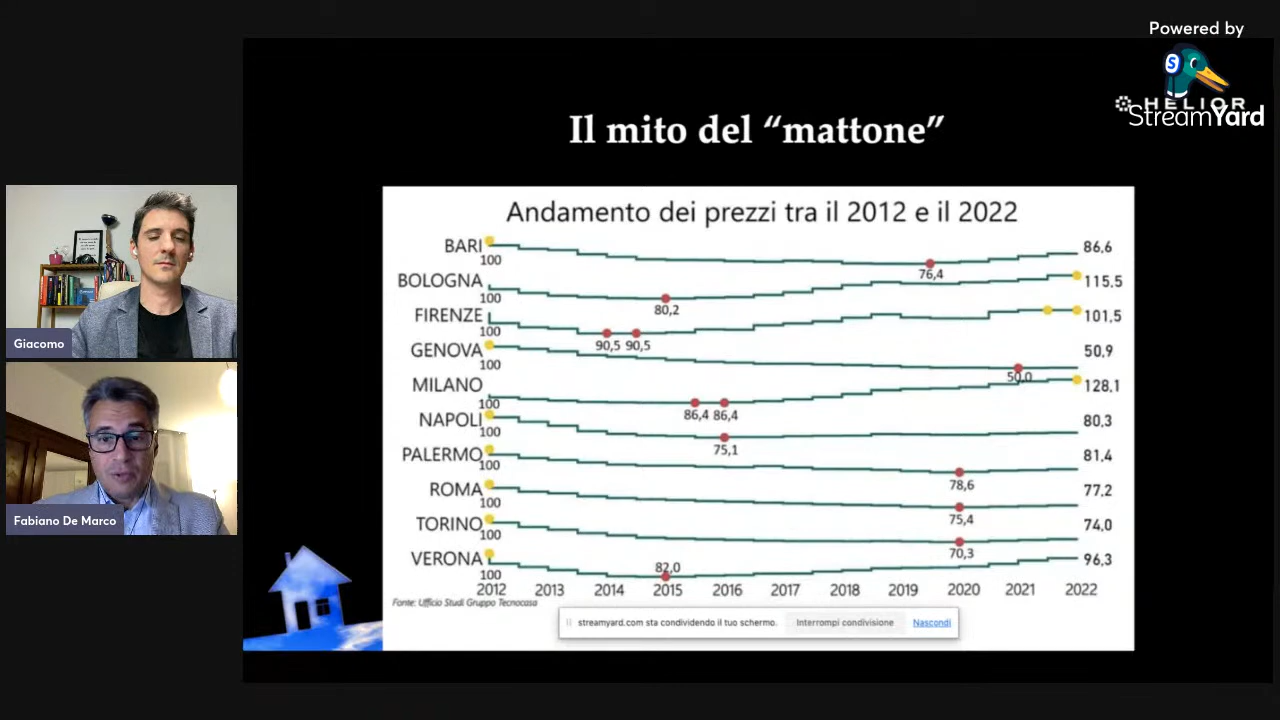 Powered by
HELIOR
StreamYard
Il mito del “mattone”
Andamento dei prezzi tra il 2012 e il 2022
BARI 100 76,4 86,6
BOLOGNA 100 80,2 115,5
FIRENZE 100 90,5 90,5 101,5
GENOVA 100 50,0 50,9
MILANO 100 86,4 86,4 128,1
NAPOLI 100 75,1 80,3
PALERMO 100 78,6 81,4
ROMA 100 75,4 77,2
TORINO 100 70,3 74,0
VERONA 100 82,0 96,3
2012 2013 2014 2015 2016 2017 2018 2019 2020 2021 2022
Fonte: Ufficio Studi Gruppo Tecnocasa
streamyard.com sta condividendo il tuo schermo. Interrompi condivisione Nascondi
Giacomo
Fabiano De Marco